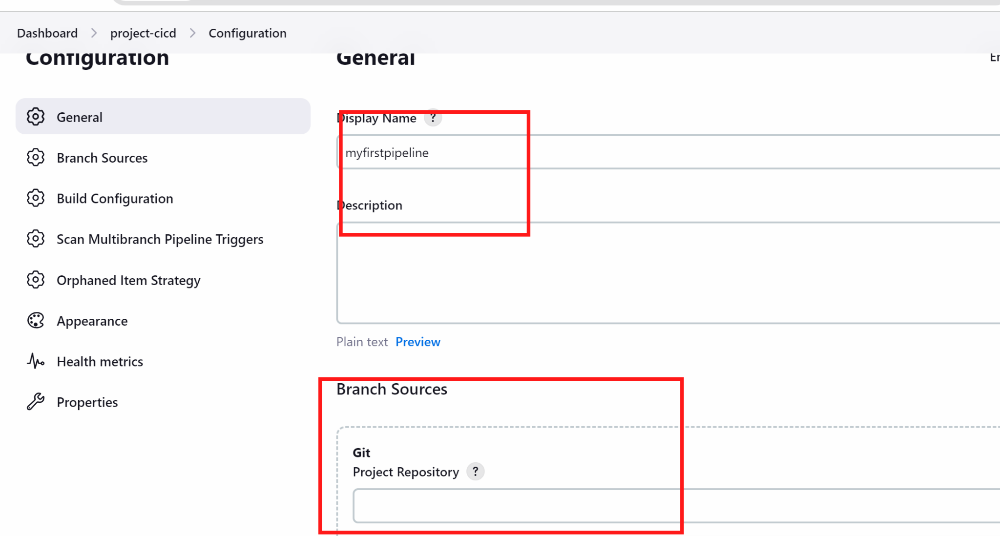 Dashboard > project-cicd > Configuration
Configuration
General
Branch Sources
Build Configuration
Scan Multibranch Pipeline Triggers
Orphaned Item Strategy
Appearance
Health metrics
Properties
General
Display Name ?
myfirstpipeline
Description
Plain text Preview
Branch Sources
Git
Project Repository ?